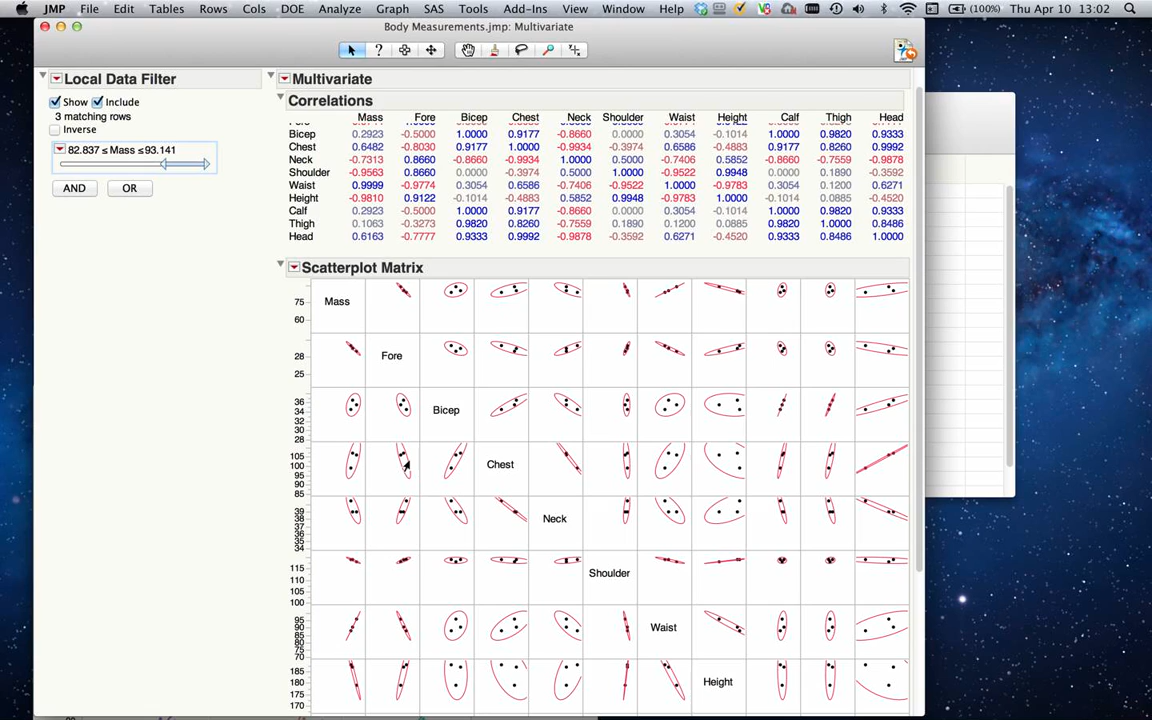 JMP File Edit Tables Rows Cols DOE Analyze Graph Tools Add-Ins View Window Help (100%) Thu Apr 10 13:02
Body Measurements.jmp: Multivariate
Local Data Filter
Show Include
3 matching rows
Inverse
82.837 ≤ Mass ≤93.141
AND OR
Multivariate
Correlations
Mass Fore Bicep Chest Neck Shoulder Waist Height Calf Thigh Head
Bicep 0.2923 -0.5000 1.0000 0.9177 -0.8660 0.0000 0.3054 -0.1014 1.0000 0.9820 0.9333
Chest 0.6482 -0.8030 0.9177 1.0000 -0.9934 -0.3974 0.6586 -0.4883 0.9177 0.8260 0.9992
Neck -0.7313 0.8660 -0.8660 -0.9934 1.0000 0.5000 -0.7406 0.5852 -0.8660 -0.7559 -0.9878
Shoulder -0.9563 0.8660 0.0000 -0.3974 0.5000 1.0000 -0.9522 0.9948 0.0000 0.1890 -0.3592
Waist 0.9999 -0.9774 0.3054 0.6586 -0.7406 -0.9522 1.0000 -0.9783 0.3054 0.1200 0.6271
Height -0.9810 0.9122 -0.1014 -0.4883 0.5852 0.9948 -0.9783 1.0000 -0.1014 0.0885 -0.4520
Calf 0.2923 -0.5000 1.0000 0.9177 -0.8660 0.0000 0.3054 -0.1014 1.0000 0.9820 0.9333
Thigh 0.1063 -0.3273 0.9820 0.8260 -0.7559 0.1890 0.1200 0.0885 0.9820 1.0000 0.8486
Head 0.6163 -0.7777 0.9333 0.9992 -0.9878 -0.3592 0.6271 -0.4520 0.9333 0.8486 1.0000
Scatterplot Matrix
75
Mass
60
28
Fore
25
36
34
Bicep
32
30
28
105
100
Chest
95
90
85
39
38
Neck
37
36
35
34
115
Shoulder
110
105
100
95
90
Waist
85
80
75
70
185
180
Height
175
170